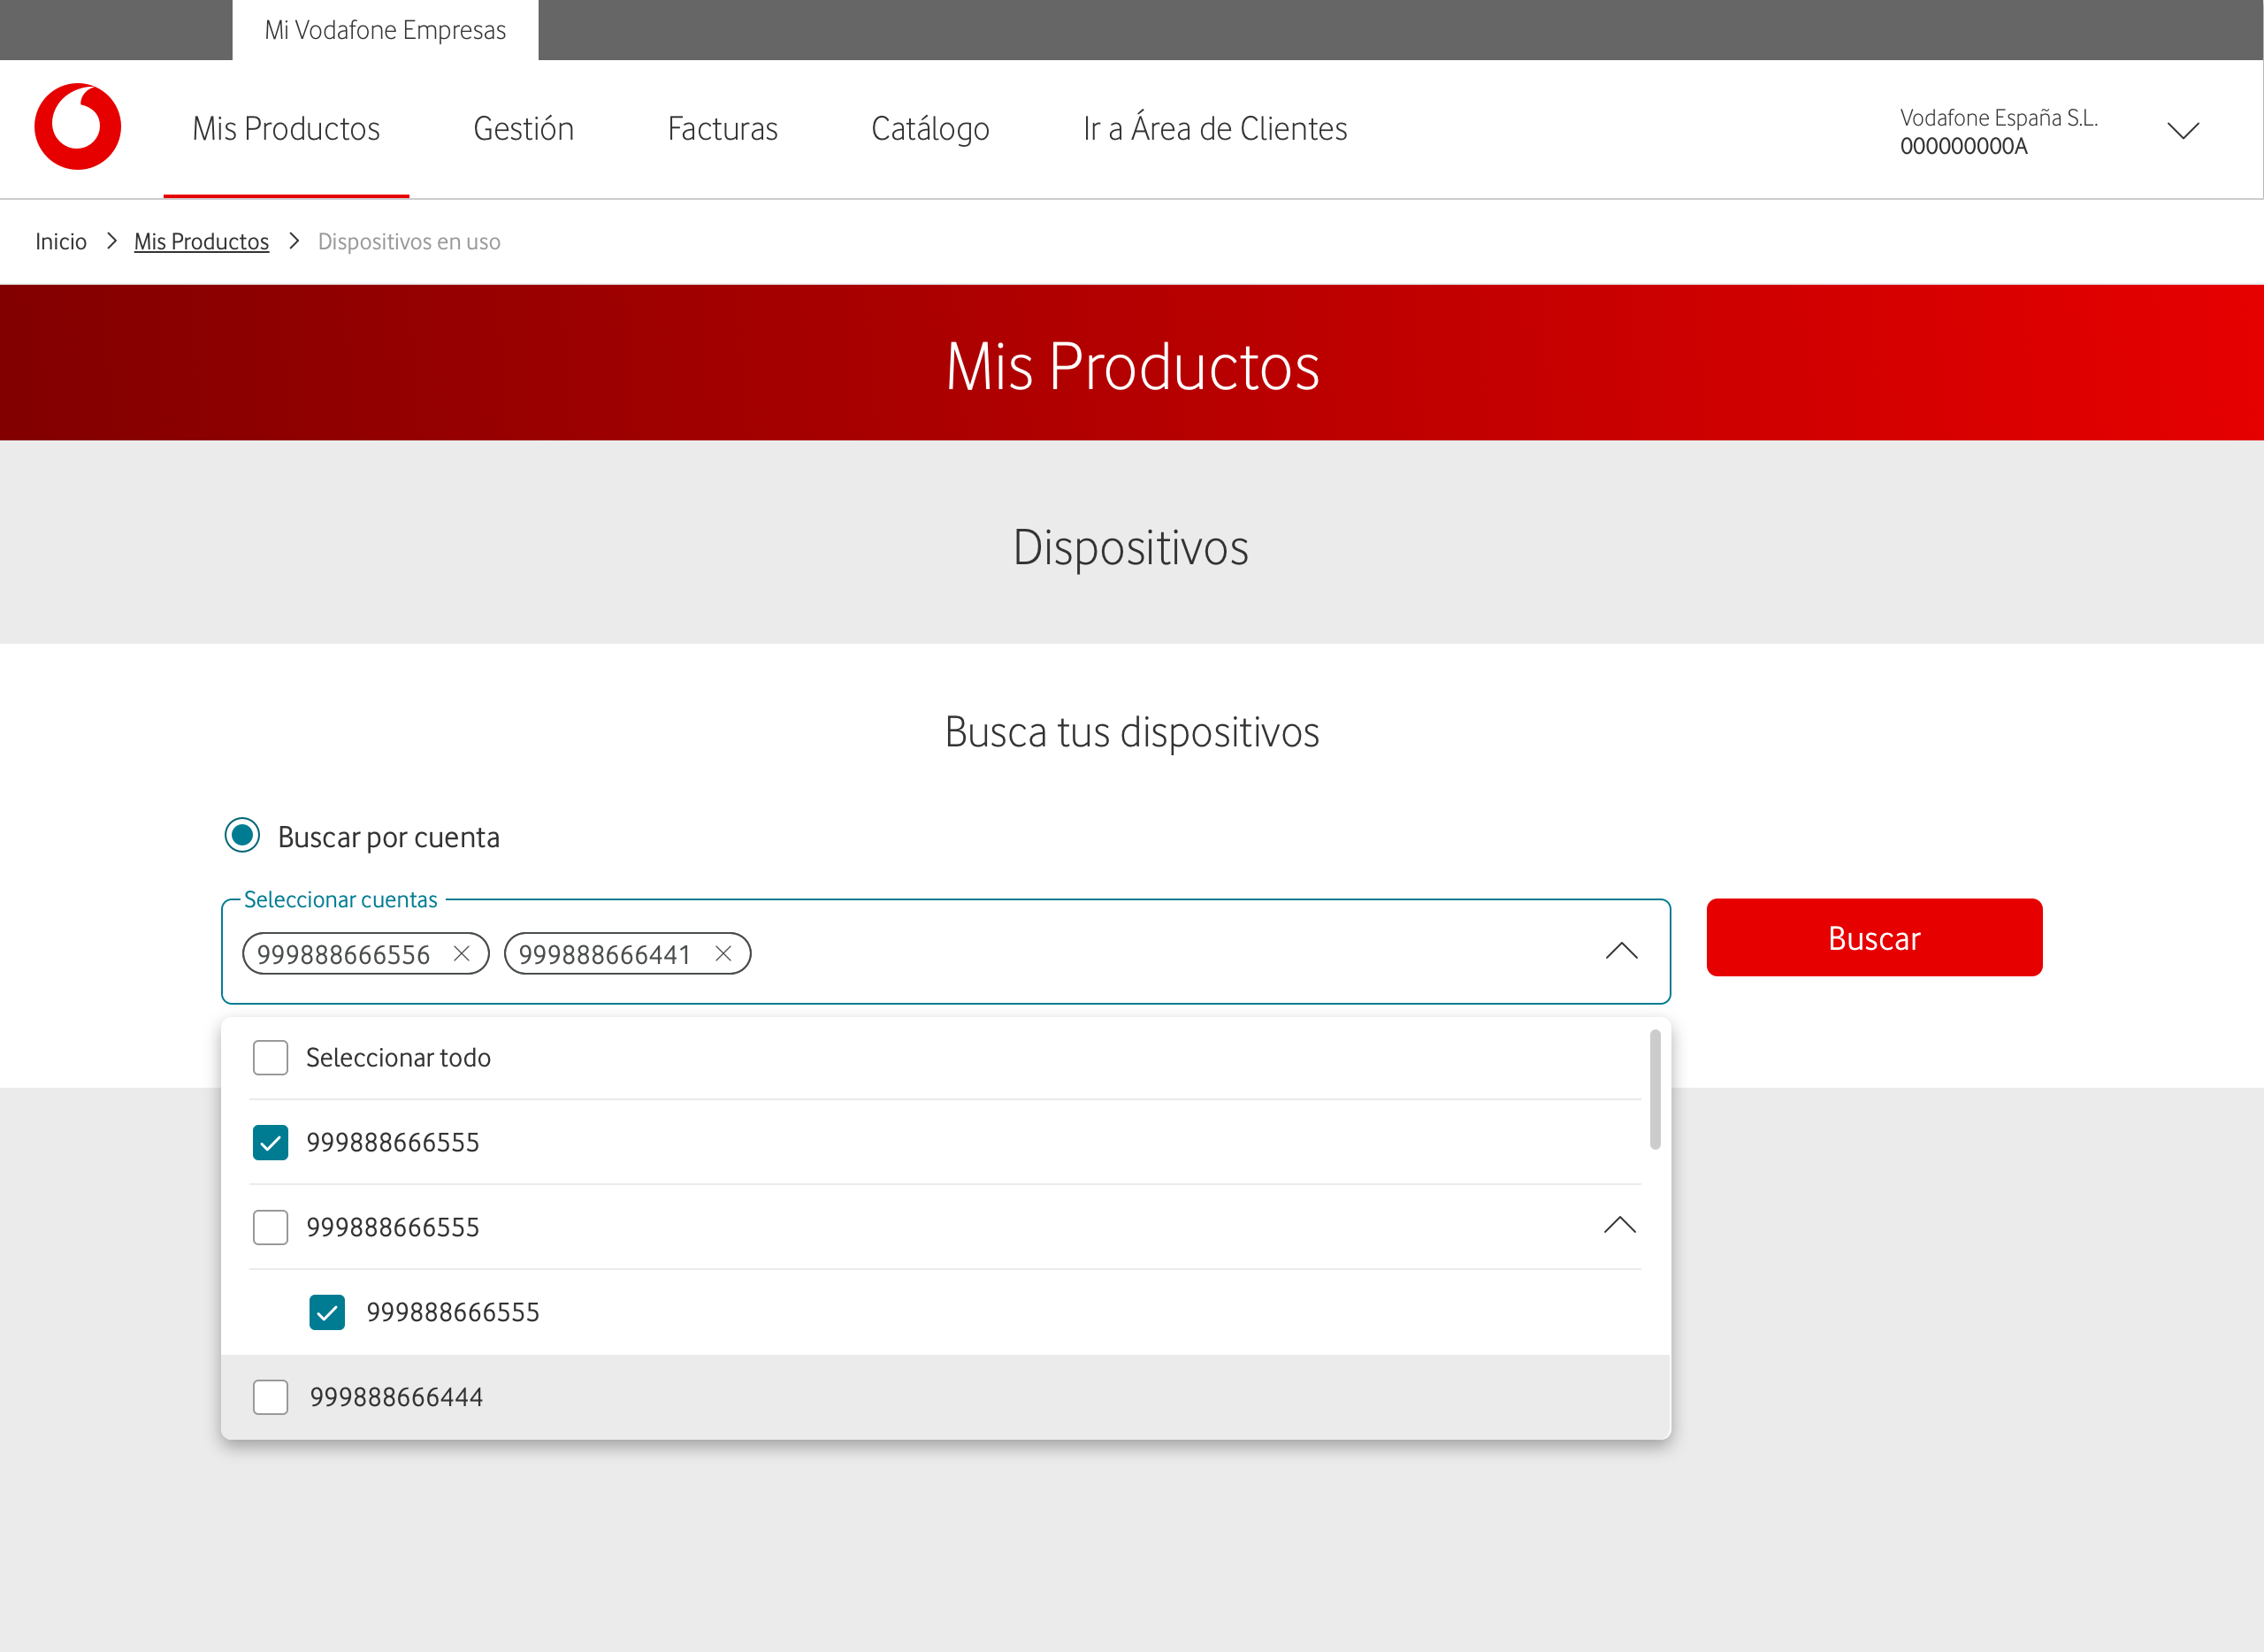 Mi Vodafone Empresas
Mis Productos Gestión Facturas Catálogo Ir a Área de Clientes
Vodafone España S.L.
000000000A
Inicio Mis Productos Dispositivos en uso
Mis Productos
Dispositivos
Busca tus dispositivos
Buscar por cuenta
Seleccionar cuentas
999888666556 999888666441
Buscar
Seleccionar todo
999888666555
999888666555
999888666555
999888666444